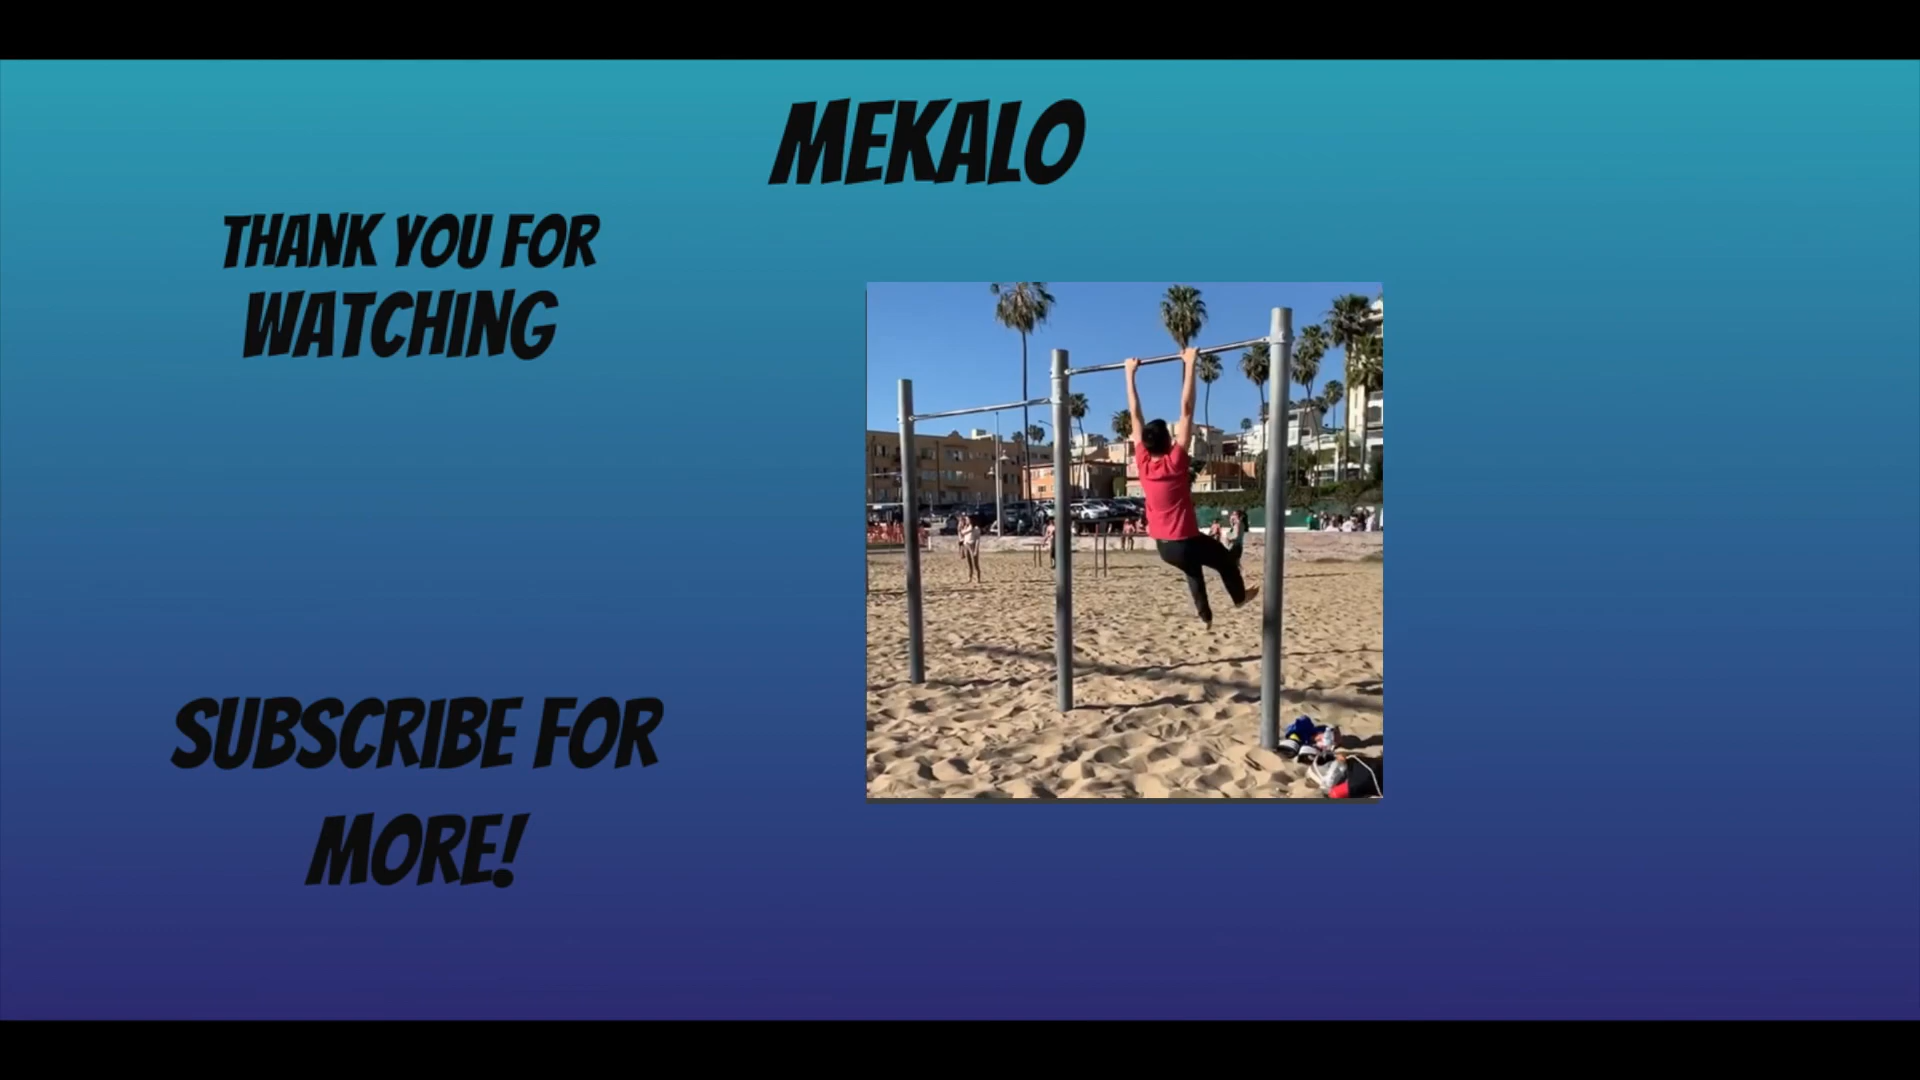 MEKALO
THANK YOU FOR
WATCHING
SUBSCRIBE FOR
MORE!